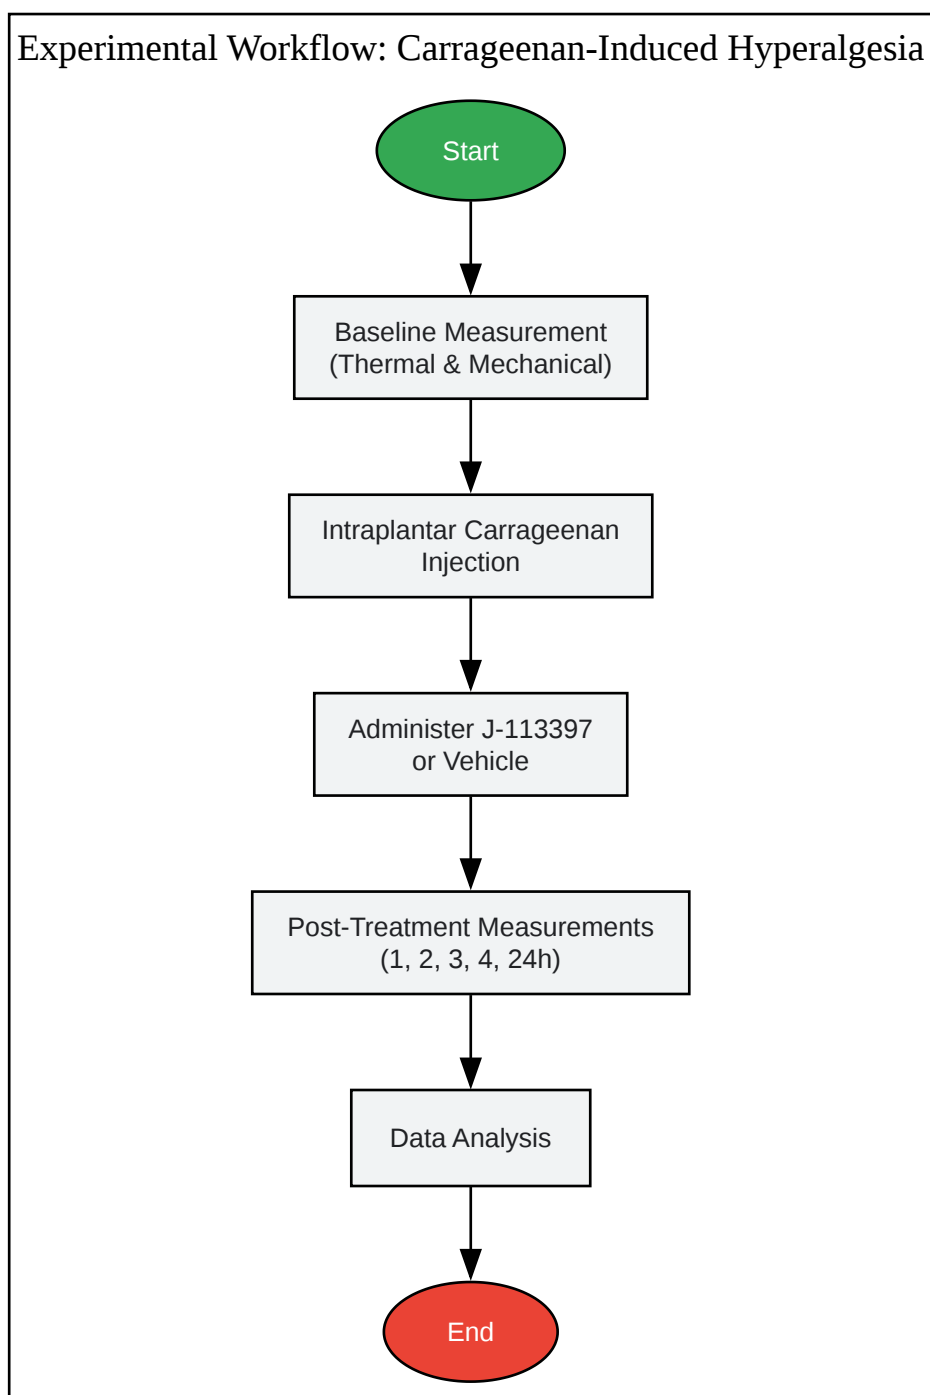 Experimental Workflow: Carrageenan-Induced Hyperalgesia
Start
Baseline Measurement
(Thermal & Mechanical)
Intraplantar Carrageenan
Injection
Administer J-113397
or Vehicle
Post-Treatment Measurements
(1, 2, 3, 4, 24h)
Data Analysis
End